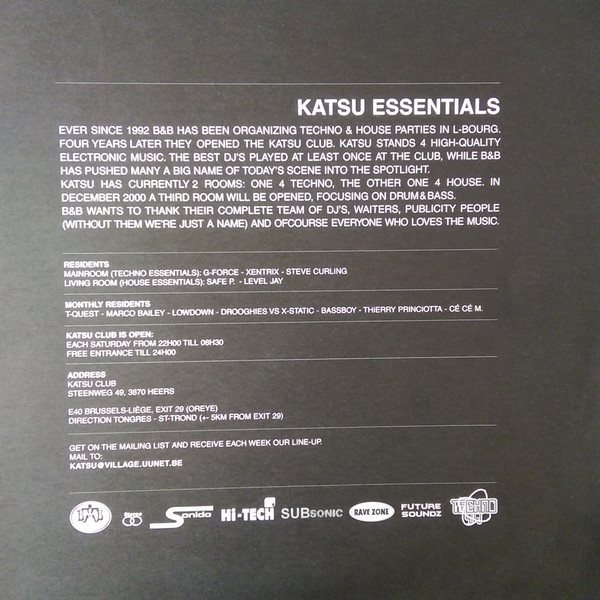 KATSU ESSENTIALS
EVER SINCE 1992 B&B HAS BEEN ORGANIZING TECHNO & HOUSE PARTIES IN L-BOURG.
FOUR YEARS LATER THEY OPENED THE KATSU CLUB. KATSU STANDS 4 HIGH-QUALITY
ELECTRONIC MUSIC. THE BEST DJ'S PLAYED AT LEAST ONCE AT THE CLUB, WHILE B&B
HAS PUSHED MANY A BIG NAME OF TODAY'S SCENE INTO THE SPOTLIGHT.
KATSU HAS CURRENTLY 2 ROOMS: ONE 4 TECHNO, THE OTHER ONE 4 HOUSE. IN
DECEMBER 2000 A THIRD ROOM WILL BE OPENED, FOCUSING ON DRUM & BASS.
B&B WANTS TO THANK THEIR COMPLETE TEAM OF DJ'S, WAITERS, PUBLICITY PEOPLE
(WITHOUT THEM WE'RE JUST A NAME) AND OFCOURSE EVERYONE WHO LOVES THE MUSIC.
RESIDENTS
MAINROOM (TECHNO ESSENTIALS): G-FORCE - XENTRIX - STEVE CURLING
LIVING ROOM (HOUSE ESSENTIALS): SAFE P. - LEVEL JAY
MONTHLY RESIDENTS
T-QUEST - MARCO BAILEY - LOWDOWN - DROOGHIES VS X-STATIC - BASSBOY - THIERRY PRINCIOTTA - CÉ CÉ M.
KATSU CLUB IS OPEN:
EACH SATURDAY FROM 22H00 TILL 08H30
FREE ENTRANCE TILL 24H00
ADDRESS
KATSU CLUB
STEENWEG 49, 3870 HEERS
E40 BRUSSELS-LIÈGE, EXIT 29 (OREYE)
DIRECTION TONGRES - ST-TROND (+- 5KM FROM EXIT 29)
GET ON THE MAILING LIST AND RECEIVE EACH WEEK OUR LINE-UP.
MAIL TO:
KATSU@VILLAGE.UUNET.BE
Stereo Sonido Hi-TECH SUBSONIC RAVE ZONE FUTURE SOUNDZ TECHNO